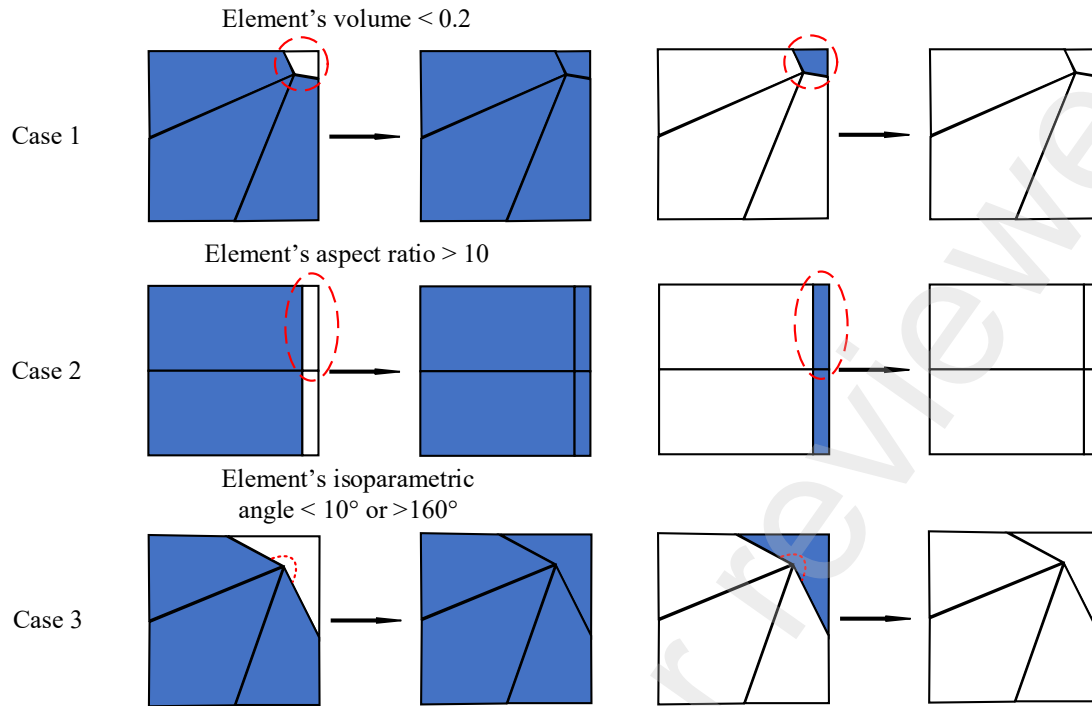 Element's volume < 0.2
Case 1
Element's aspect ratio > 10
Case 2
Element's isoparametric
angle < 10° or >160°
Case 3
r reviewe